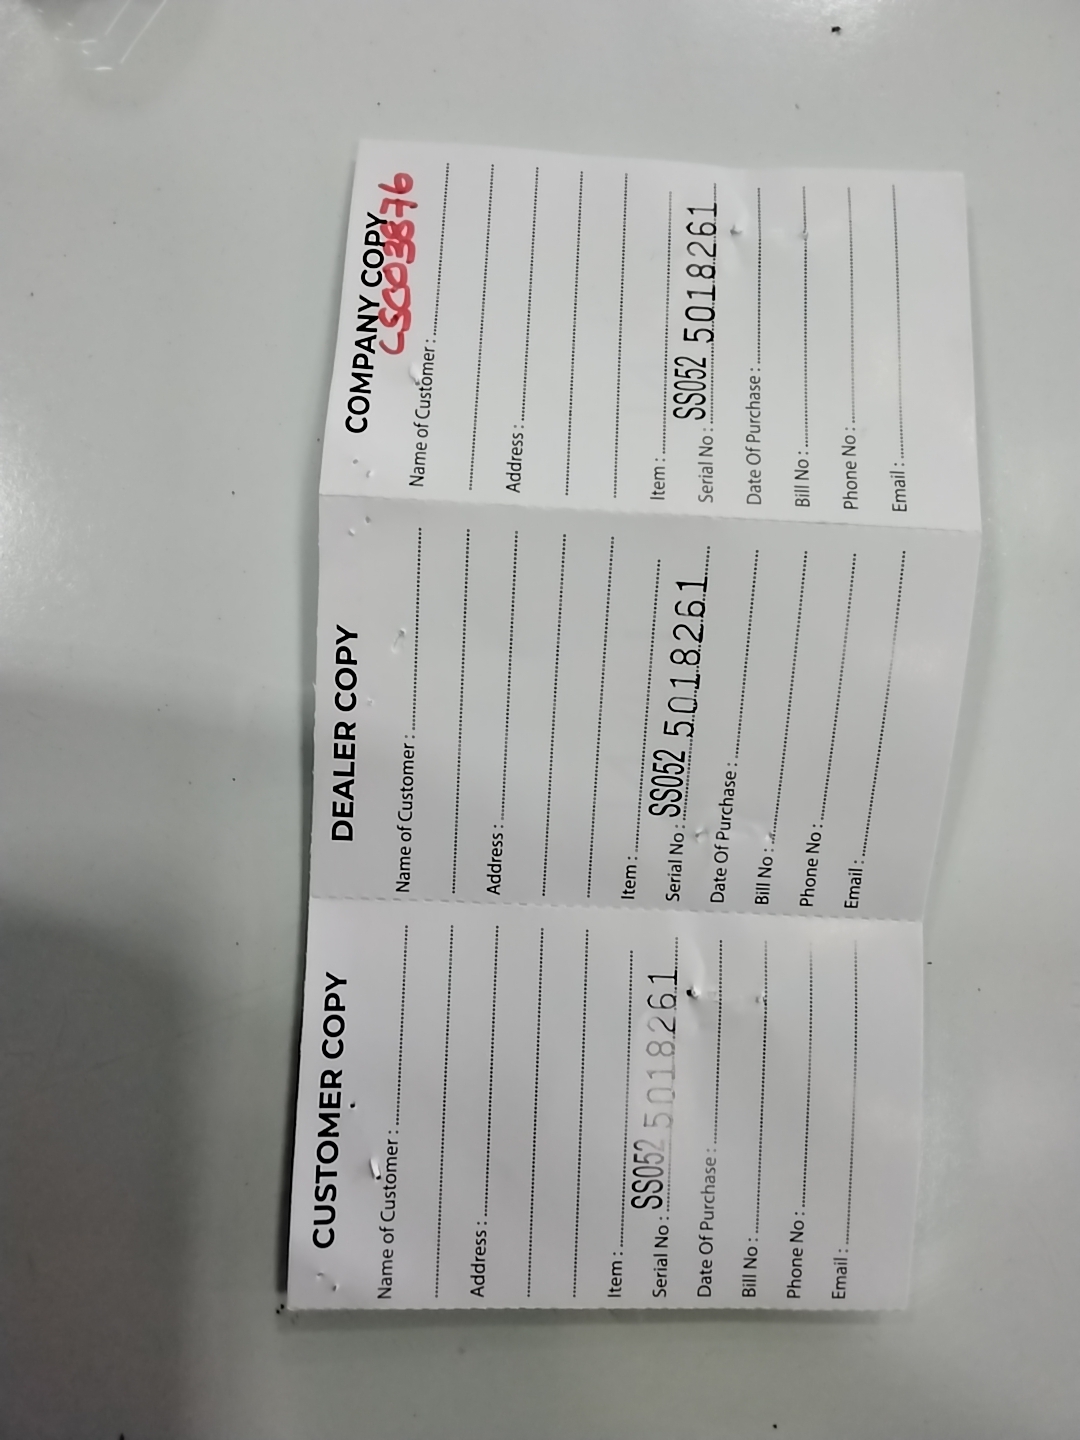 CUSTOMER COPY
Name of Customer :
Address :
Item :
Serial No : SS052 5018261
Date Of Purchase :
Bill No :
Phone No :
Email :
DEALER COPY
Name of Customer :
Address :
Item :
Serial No : SS052 5018261
Date Of Purchase :
Bill No :
Phone No :
Email :
COMPANY COPY
CSC03876
Name of Customer :
Address :
Item :
Serial No : SS052 5018261
Date Of Purchase :
Bill No :
Phone No :
Email :